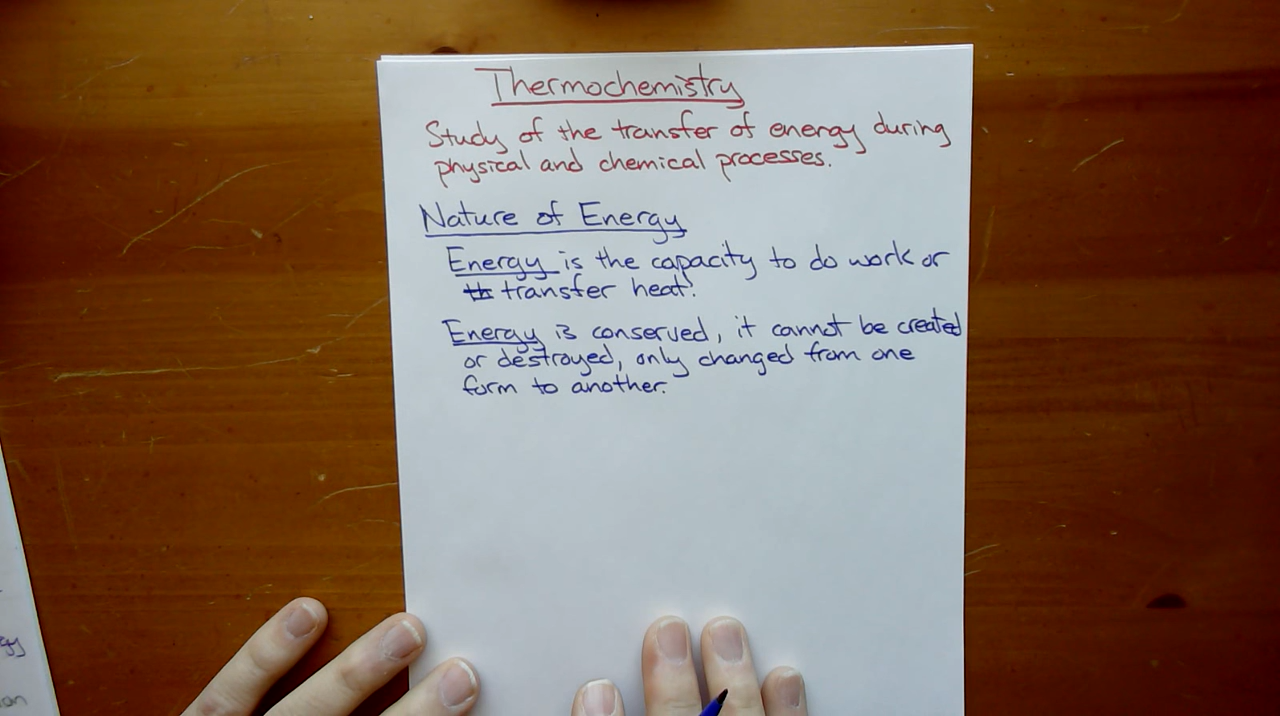 Thermochemistry
Study of the transfer of energy during
physical and chemical processes.
Nature of Energy
Energy is the capacity to do work or
transfer heat.
Energy is conserved, it cannot be created
or destroyed, only changed from one
form to another.